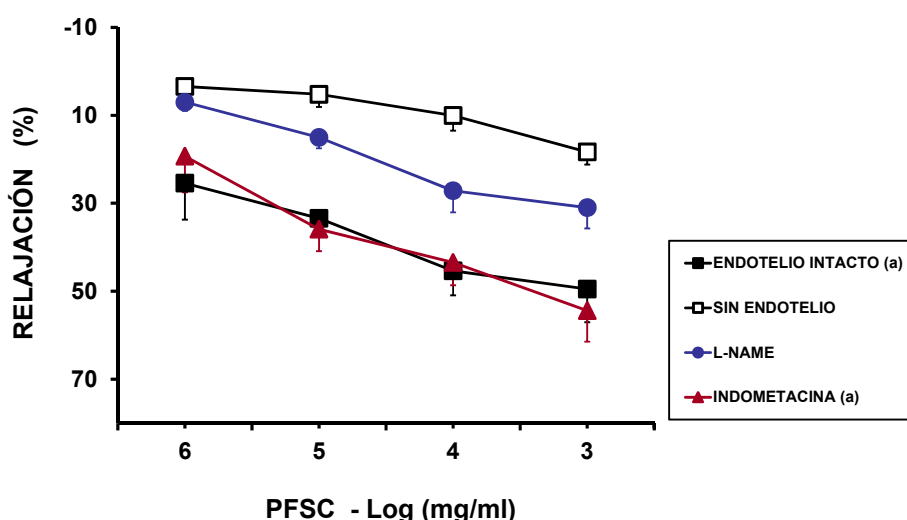 -10
10
30
50
70
RELAJACIÓN (%)
6 5 4 3
PFSC - Log (mg/ml)
ENDOTELIO INTACTO (a)
SIN ENDOTELIO
L-NAME
INDOMETACINA (a)